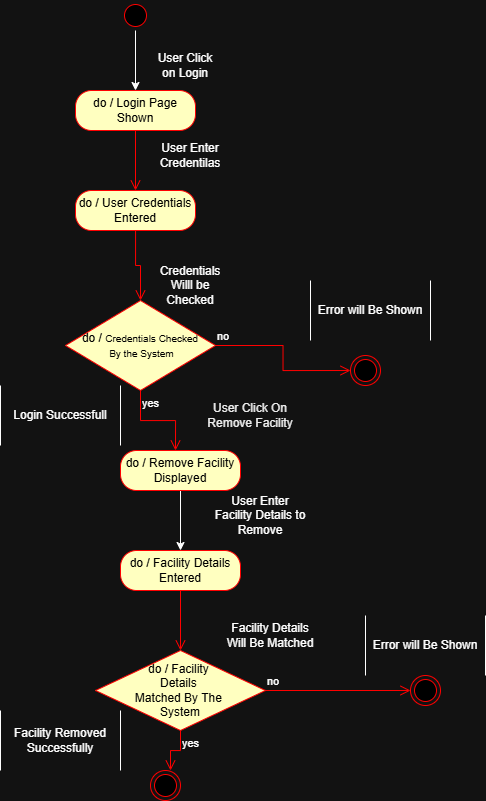 User Click
on Login
do / Login Page
Shown
User Enter
Credentilas
do / User Credentials
Entered
Credentials
Willl be
Checked
Error will Be Shown
do / Credentials Checked
By the System
no
yes
Login Successfull
User Click On
Remove Facility
do / Remove Facility
Displayed
User Enter
Facility Details to
Remove
do / Facility Details
Entered
Facility Details
Will Be Matched
Error will Be Shown
do / Facility
Details
Matched By The
System
no
Facility Removed
Successfully
yes